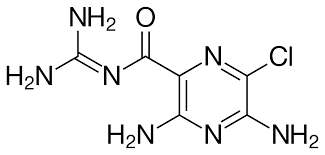 NH₂ O
N Cl
H₂N N
H₂N N NH₂